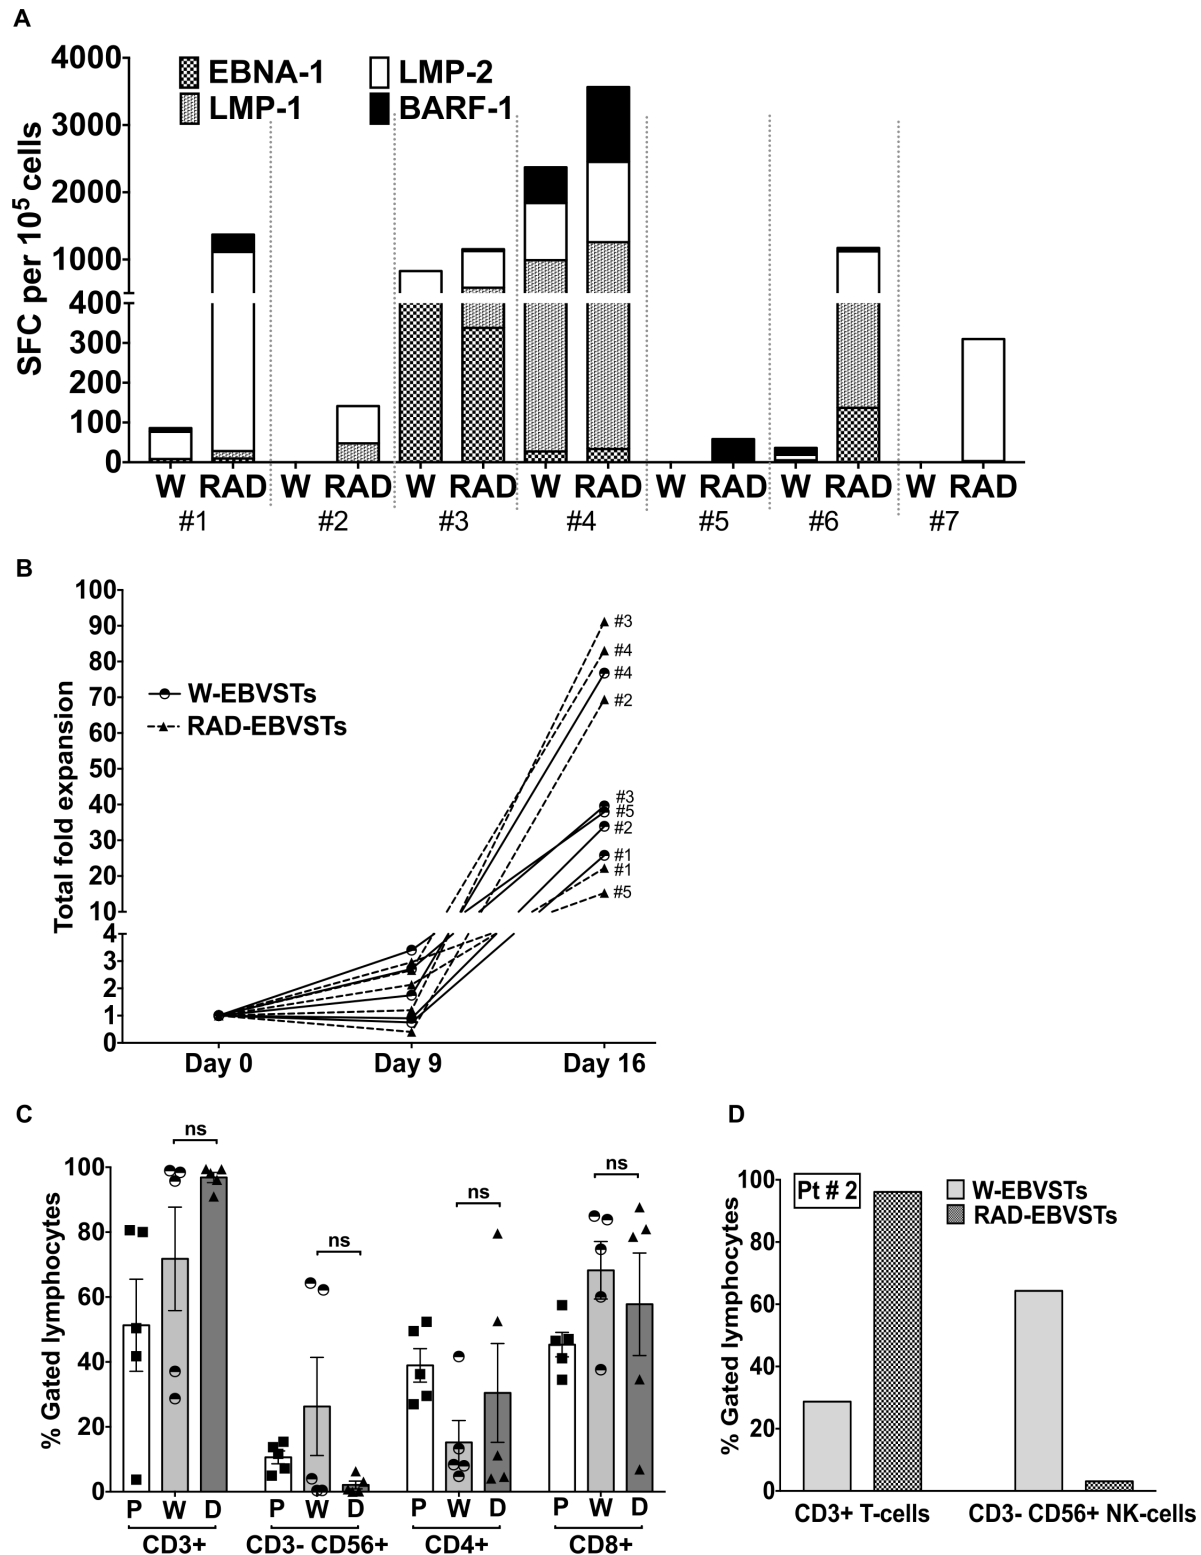 A
4000
3000
2000
1000
400
300
200
100
0
SFC per 10⁵ cells
EBNA-1
LMP-2
LMP-1
BARF-1
W RAD W RAD W RAD W RAD W RAD W RAD W RAD
#1 #2 #3 #4 #5 #6 #7
B
100
90
80
70
60
50
40
30
20
10
4
3
2
1
0
Total fold expansion
W-EBVSTs
RAD-EBVSTs
#3
#4
#4
#2
#3
#5
#2
#1
#1
#5
Day 0 Day 9 Day 16
C
100
80
60
40
20
0
% Gated lymphocytes
ns
ns
ns
ns
P W D P W D P W D P W D
CD3+ CD3- CD56+ CD4+ CD8+
D
100
80
60
40
20
0
% Gated lymphocytes
Pt # 2
W-EBVSTs
RAD-EBVSTs
CD3+ T-cells CD3- CD56+ NK-cells